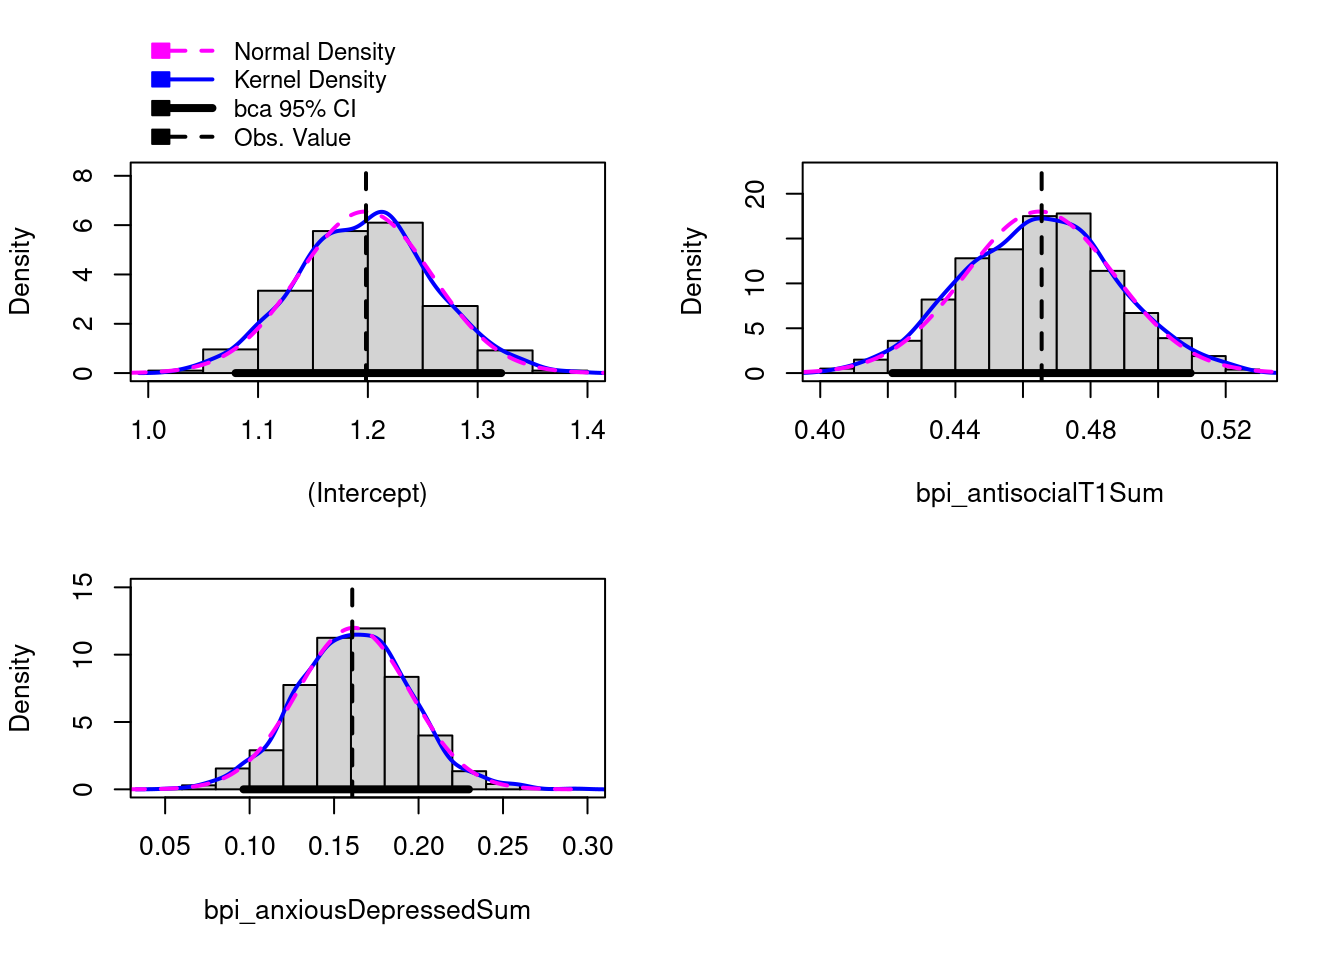 Normal Density
Kernel Density
bca 95% CI
Obs. Value
Density
0 2 4 6 8
1.0 1.1 1.2 1.3 1.4
(Intercept)
Density
0 5 10 20
0.40 0.44 0.48 0.52
bpi_antisocialT1Sum
Density
0 5 10 15
0.05 0.10 0.15 0.20 0.25 0.30
bpi_anxiousDepressedSum